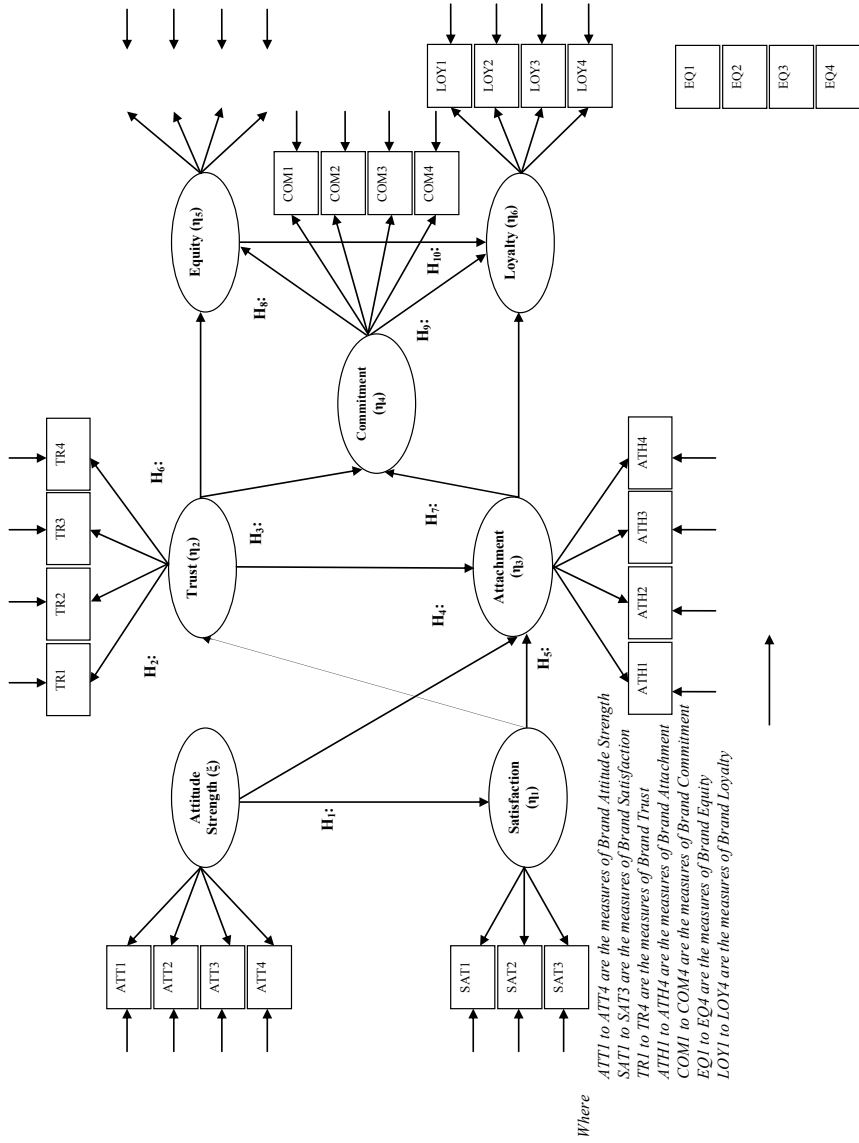 ATT1
ATT2
ATT3
ATT4
Attitude
Strength (ξ)
SAT1
SAT2
SAT3
Satisfaction
(η1)
H1:
H2:
TR1
TR2
TR3
TR4
Trust (η2)
H3:
H4:
H5:
H6:
H7:
Attachment
(η3)
ATH1
ATH2
ATH3
ATH4
Commitment
(η4)
COM1
COM2
COM3
COM4
H8:
H9:
H10:
Equity (η5)
Loyalty (η6)
LOY1
LOY2
LOY3
LOY4
EQ1
EQ2
EQ3
EQ4
Where
ATT1 to ATT4 are the measures of Brand Attitude Strength
SAT1 to SAT3 are the measures of Brand Satisfaction
TR1 to TR4 are the measures of Brand Trust
ATH1 to ATH4 are the measures of Brand Attachment
COM1 to COM4 are the measures of Brand Commitment
EQ1 to EQ4 are the measures of Brand Equity
LOY1 to LOY4 are the measures of Brand Loyalty